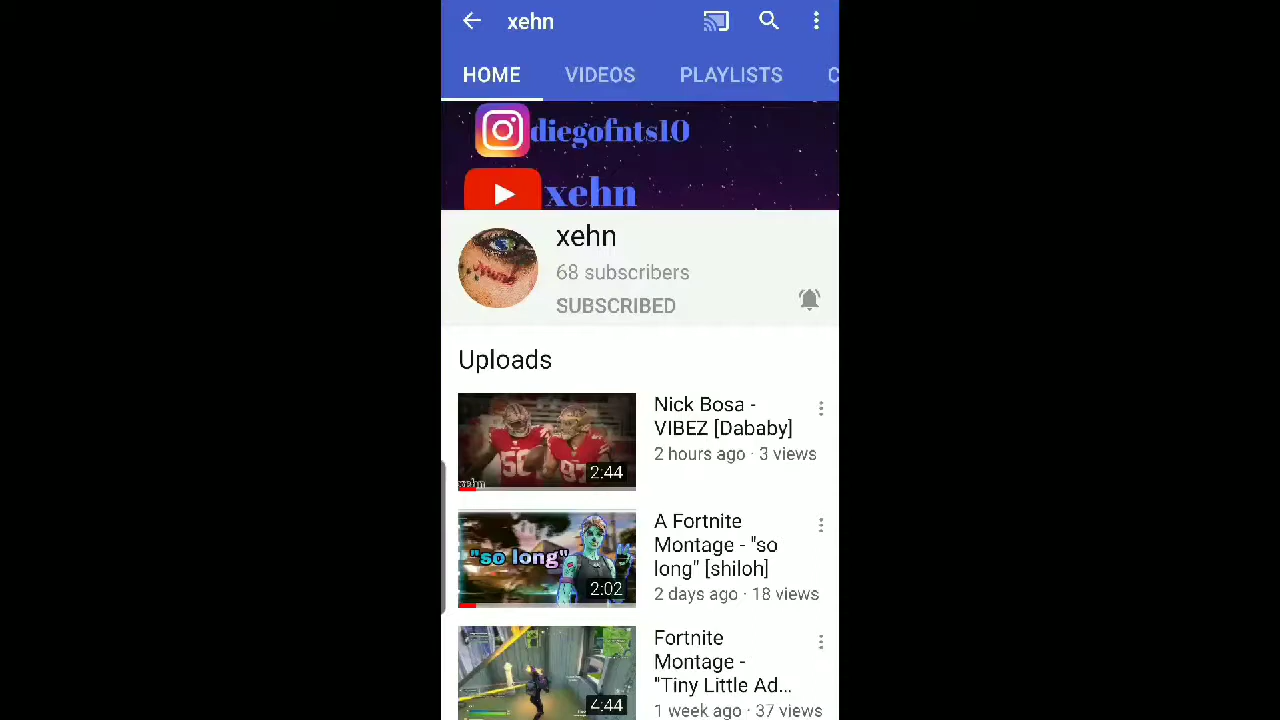 xehn
HOME VIDEOS PLAYLISTS C
diegofnts10
xehn
xehn
68 subscribers
SUBSCRIBED
Uploads
Nick Bosa -
VIBEZ [Dababy]
2 hours ago · 3 views
2:44
A Fortnite
Montage - "so
long" [shiloh]
2 days ago · 18 views
"so long"
2:02
Fortnite
Montage -
"Tiny Little Ad...
1 week ago · 37 views
4:44